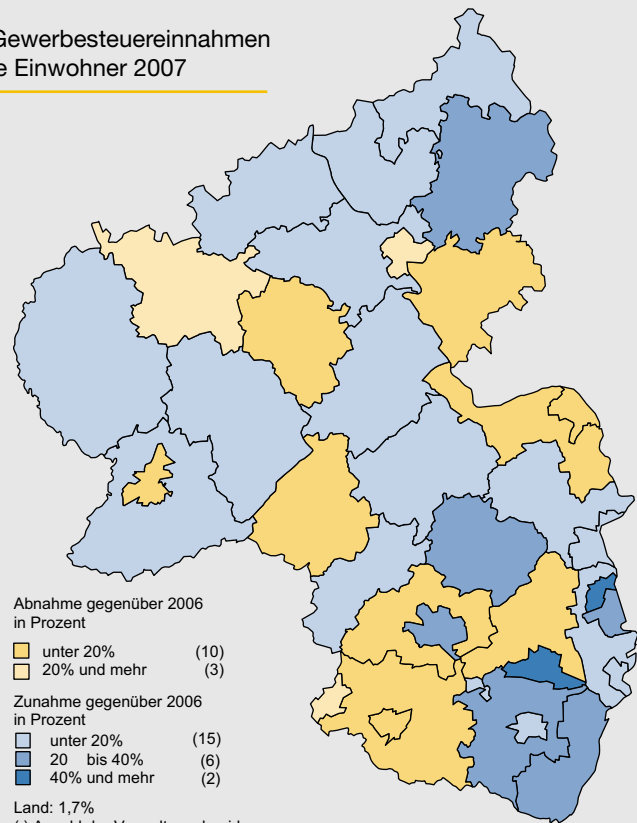 Gewerbesteuereinnahmen
e Einwohner 2007
Abnahme gegenüber 2006
in Prozent
unter 20% (10)
20% und mehr (3)
Zunahme gegenüber 2006
in Prozent
unter 20% (15)
20 bis 40% (6)
40% und mehr (2)
Land: 1,7%